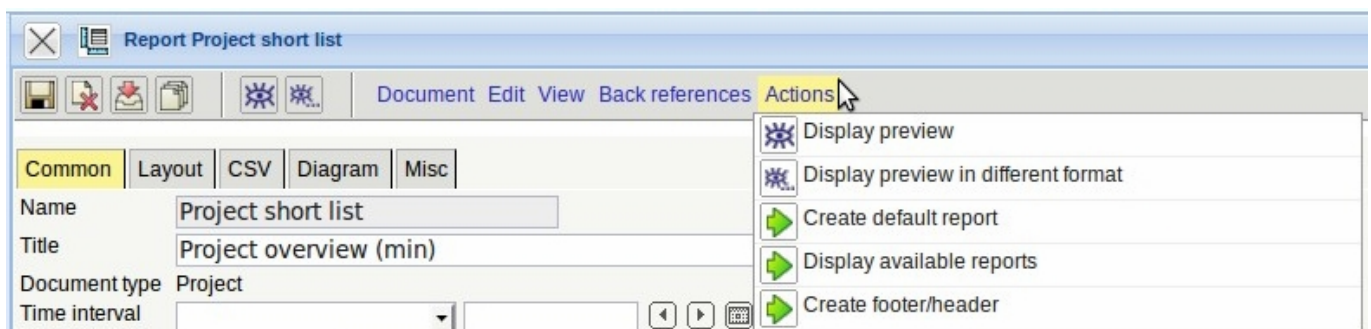 Report Project short list
Document Edit View Back references Actions
Display preview
Display preview in different format
Create default report
Display available reports
Create footer/header
Common Layout CSV Diagram Misc
Name Project short list
Title Project overview (min)
Document type Project
Time interval